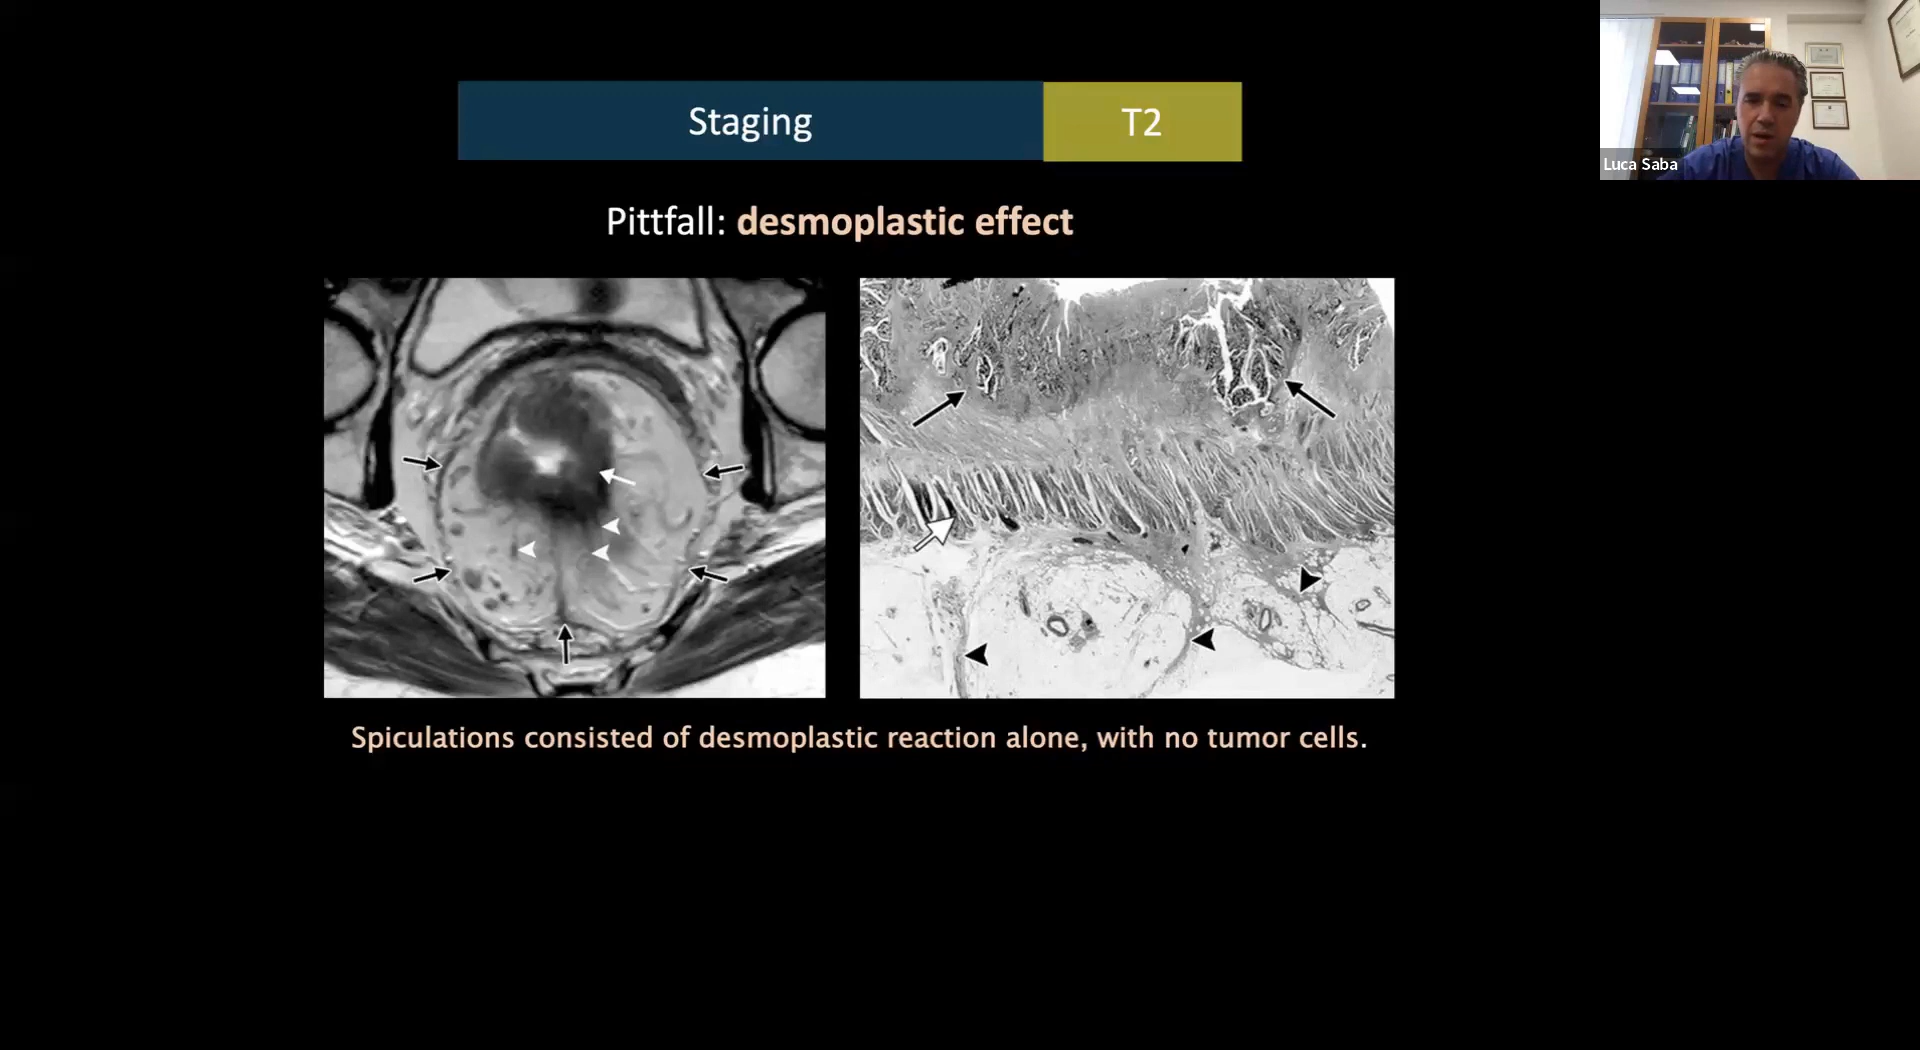 Staging
T2
Pittfall: desmoplastic effect
Spiculations consisted of desmoplastic reaction alone, with no tumor cells.
Luca Saba